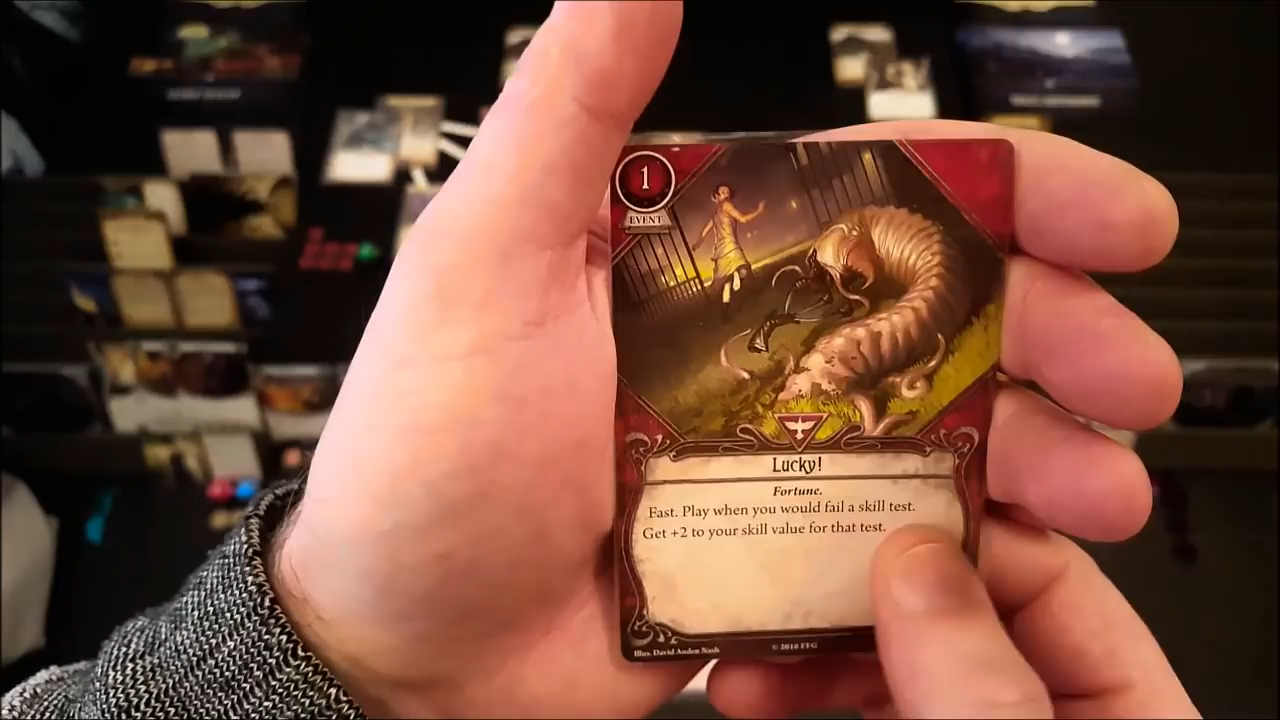 1
EVENT
Lucky!
Fortune.
Fast. Play when you would fail a skill test.
Get +2 to your skill value for that test.
Illus. David Auden Nash
© 2016 FFG